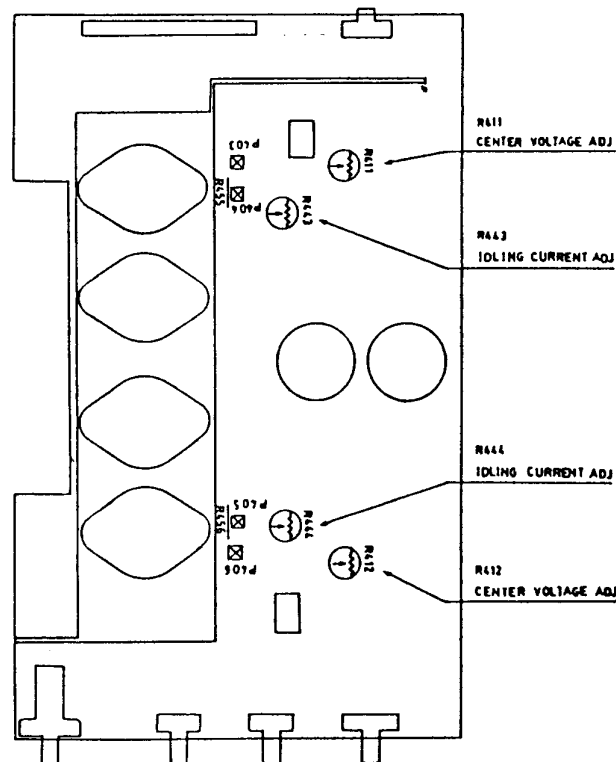 R411
CENTER VOLTAGE ADJ
P403
R411
R455
P404
R443
R443
IDLING CURRENT ADJ
R444
IDLING CURRENT ADJ
P405
R456
R444
P406
R412
R412
CENTER VOLTAGE ADJ